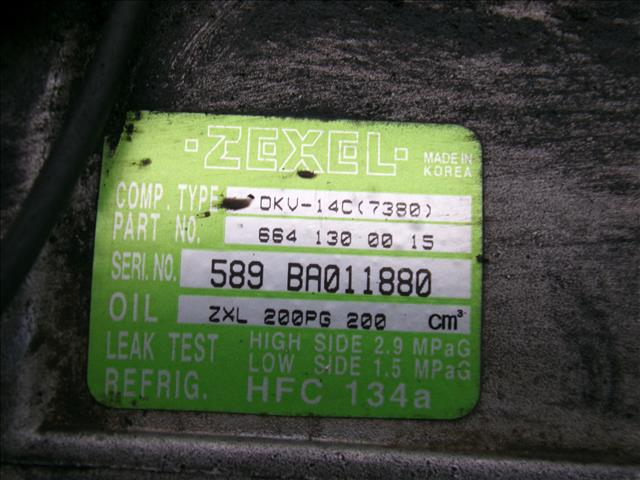 ·ZEXEL·
MADE IN
KOREA
COMP. TYPE DKV-14C(7380)
PART NO. 664 130 00 15
SERI. NO. 589 BA011880
OIL ZXL 200PG 200 cm³
LEAK TEST HIGH SIDE 2.9 MPaG
LOW SIDE 1.5 MPaG
REFRIG. HFC 134a